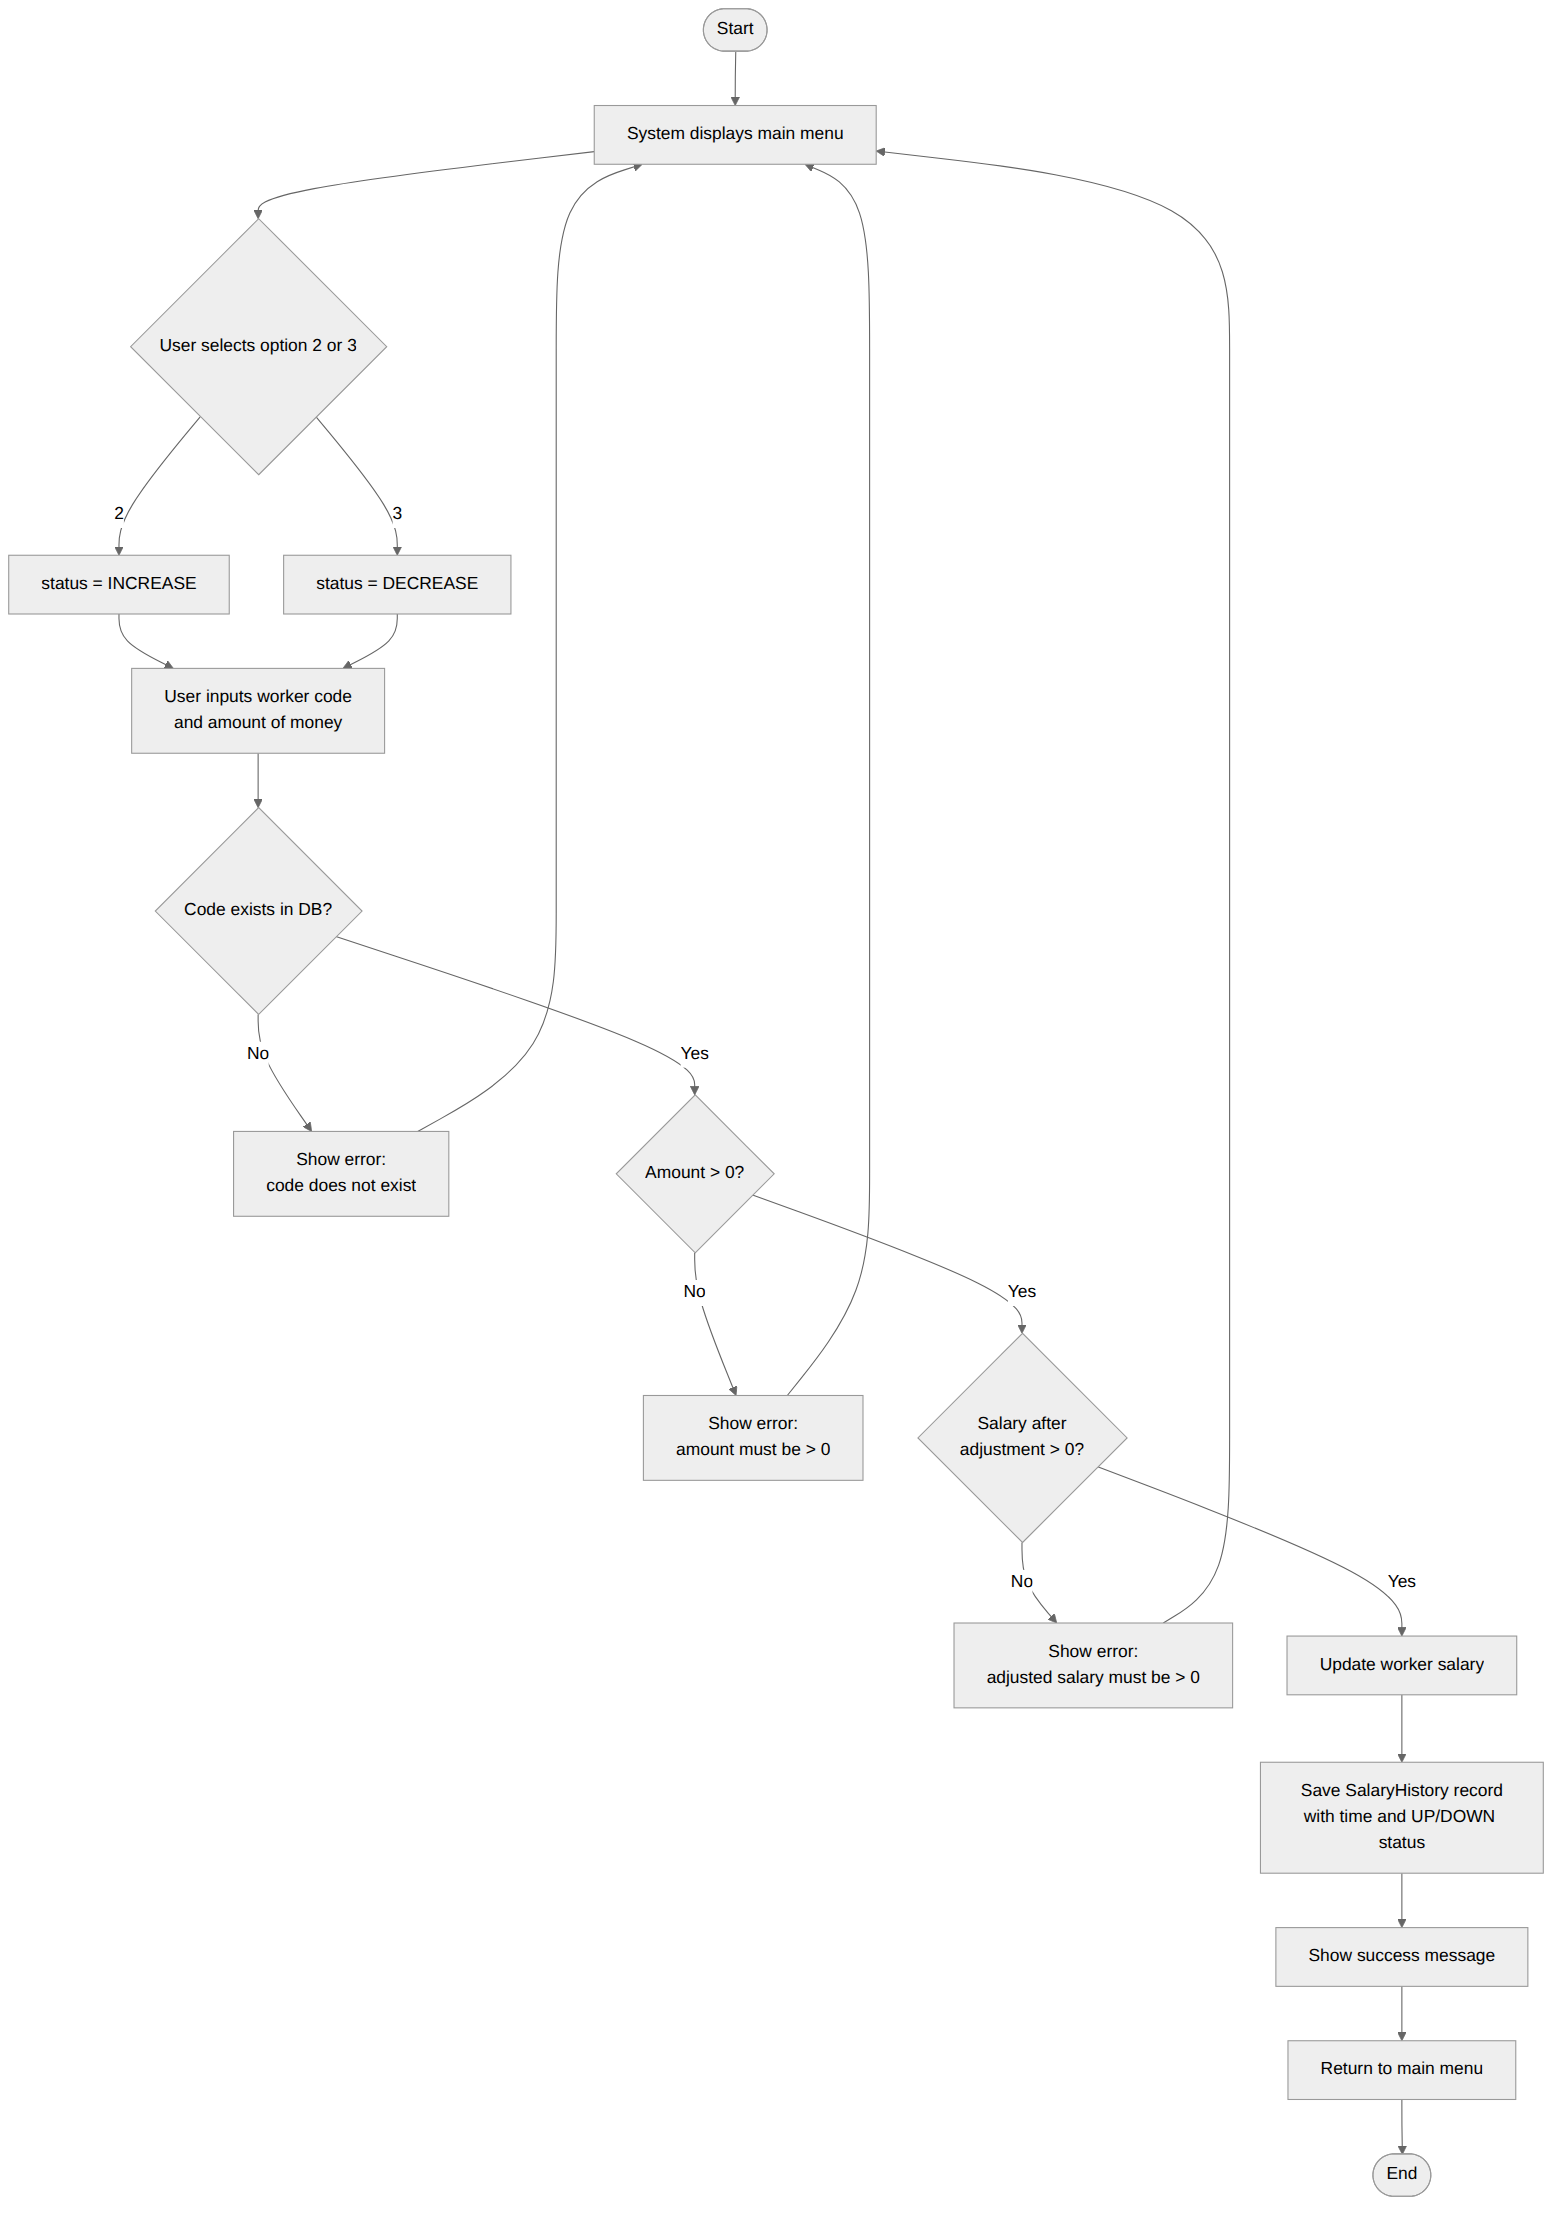 Start
System displays main menu
User selects option 2 or 3
2
3
status = INCREASE
status = DECREASE
User inputs worker code
and amount of money
Code exists in DB?
No
Yes
Show error:
code does not exist
Amount > 0?
No
Yes
Show error:
amount must be > 0
Salary after
adjustment > 0?
No
Yes
Show error:
adjusted salary must be > 0
Update worker salary
Save SalaryHistory record
with time and UP/DOWN
status
Show success message
Return to main menu
End